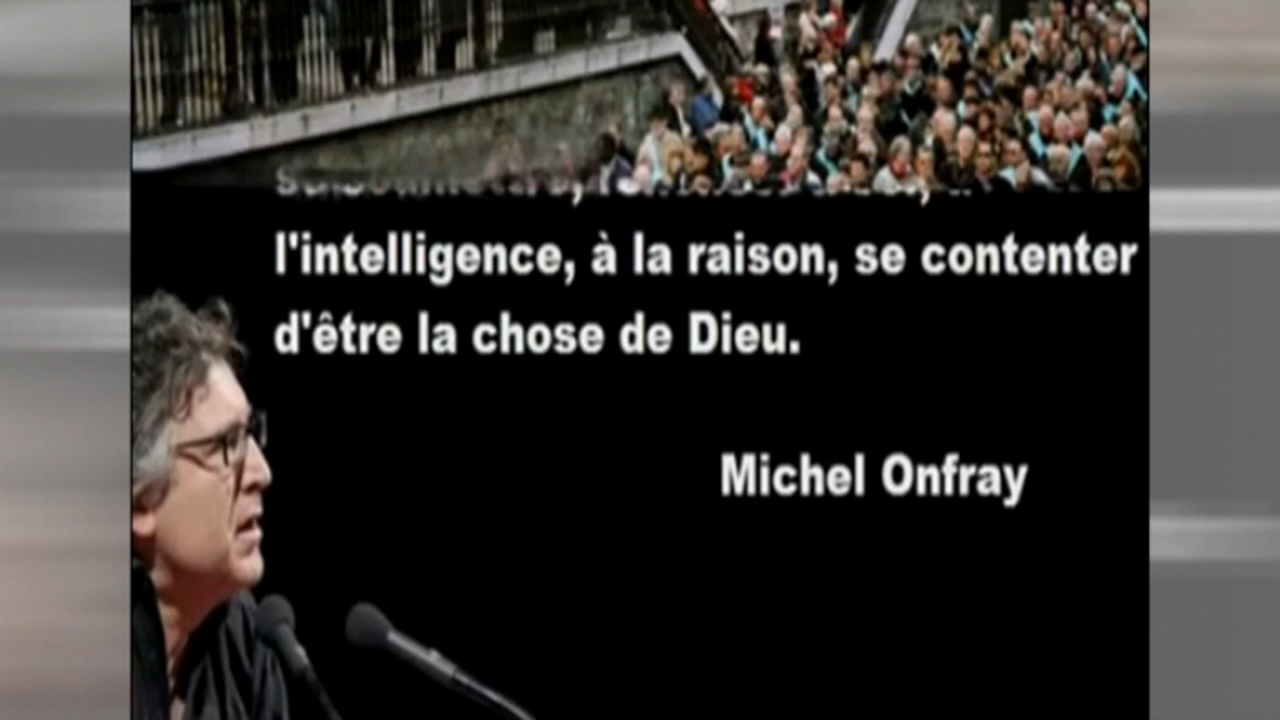 l'intelligence, à la raison, se contenter
d'être la chose de Dieu.
Michel Onfray